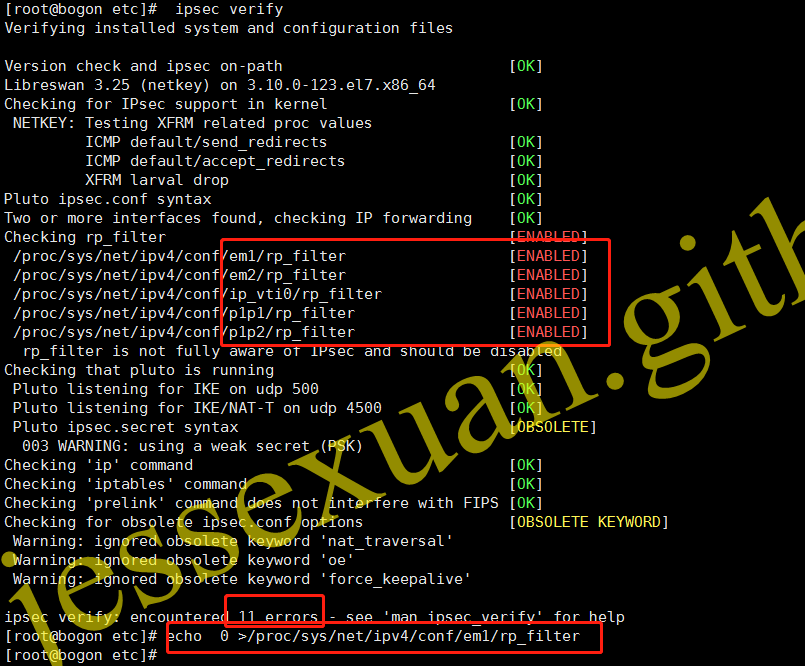 [root@bogon etc]#  ipsec verify
Verifying installed system and configuration files

Version check and ipsec on-path                         [OK]
Libreswan 3.25 (netkey) on 3.10.0-123.el7.x86_64
Checking for IPsec support in kernel                    [OK]
 NETKEY: Testing XFRM related proc values
         ICMP default/send_redirects                    [OK]
         ICMP default/accept_redirects                  [OK]
         XFRM larval drop                               [OK]
Pluto ipsec.conf syntax                                 [OK]
Two or more interfaces found, checking IP forwarding    [OK]
Checking rp_filter                                      [ENABLED]
 /proc/sys/net/ipv4/conf/em1/rp_filter                  [ENABLED]
 /proc/sys/net/ipv4/conf/em2/rp_filter                  [ENABLED]
 /proc/sys/net/ipv4/conf/ip_vti0/rp_filter              [ENABLED]
 /proc/sys/net/ipv4/conf/p1p1/rp_filter                 [ENABLED]
 /proc/sys/net/ipv4/conf/p1p2/rp_filter                 [ENABLED]
  rp_filter is not fully aware of IPsec and should be disabled
Checking that pluto is running                          [OK]
 Pluto listening for IKE on udp 500                     [OK]
 Pluto listening for IKE/NAT-T on udp 4500              [OK]
 Pluto ipsec.secret syntax                              [OBSOLETE]
  003 WARNING: using a weak secret (PSK)
Checking 'ip' command                                   [OK]
Checking 'iptables' command                             [OK]
Checking 'prelink' command does not interfere with FIPS [OK]
Checking for obsolete ipsec.conf options                [OBSOLETE KEYWORD]
 Warning: ignored obsolete keyword 'nat_traversal'
 Warning: ignored obsolete keyword 'oe'
 Warning: ignored obsolete keyword 'force_keepalive'

ipsec verify: encountered 11 errors - see 'man ipsec_verify' for help
[root@bogon etc]# echo  0 >/proc/sys/net/ipv4/conf/em1/rp_filter
[root@bogon etc]#
jessexuan.gith